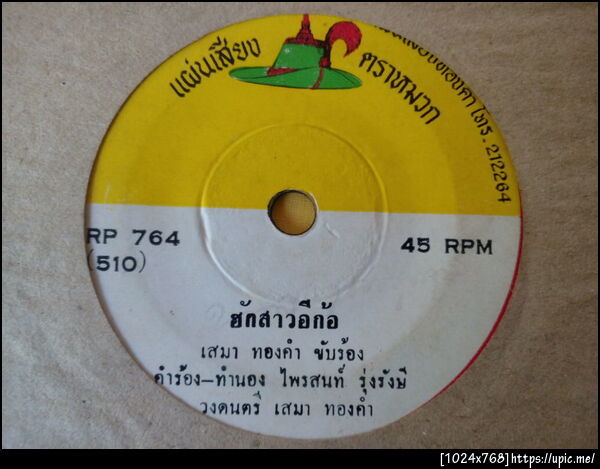 แผ่นเสียง
ตราหมวก
โทร. 212264
RP 764
(510)
45 RPM
ฮักสาวอีก้อ
เสมา ทองคำ ขับร้อง
คำร้อง-ทำนอง ไพรสนท์ รุ่งรังษี
วงดนตรี เสมา ทองคำ
[1024x768]https://upic.me/